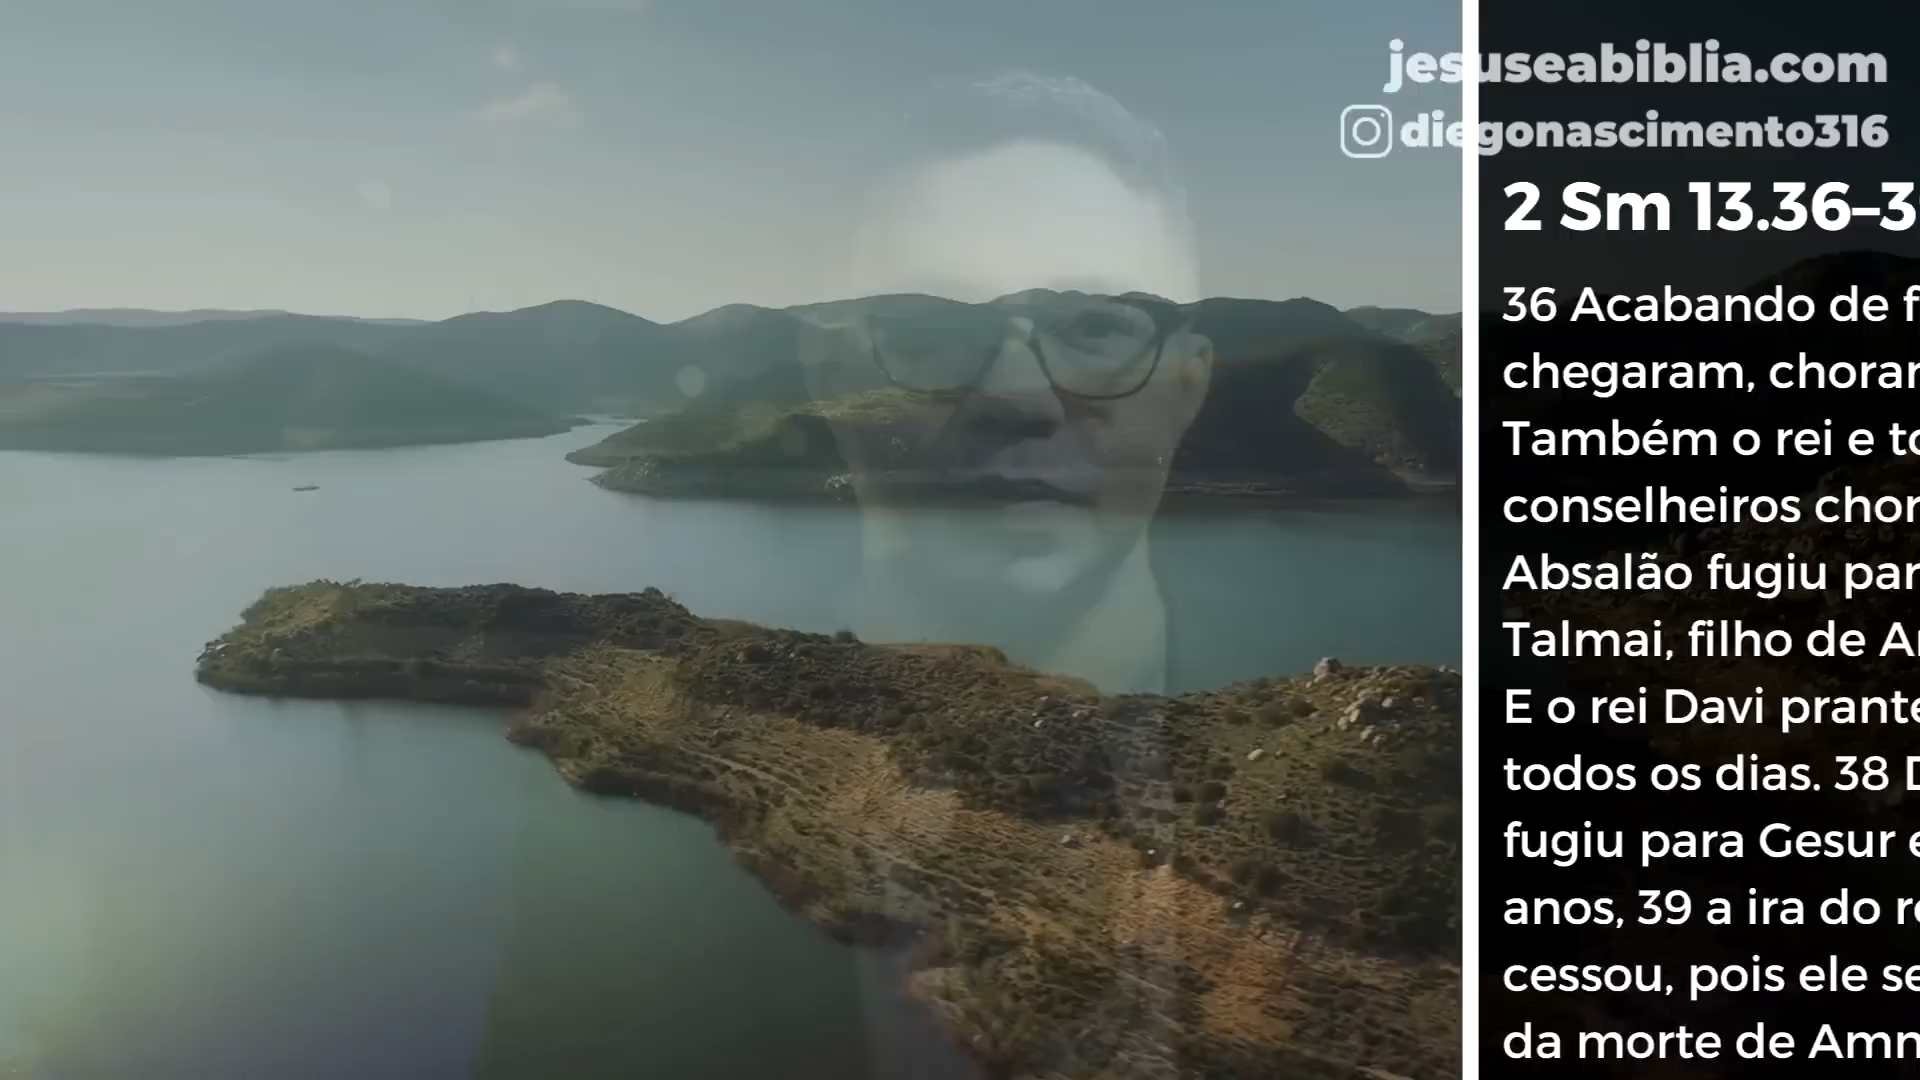 jesuseabiblia.com
diegonascimento316
2 Sm 13.36–3
36 Acabando de f
chegaram, chorar
Também o rei e to
conselheiros chor
Absalão fugiu par
Talmai, filho de A
E o rei Davi prante
todos os dias. 38 D
fugiu para Gesur e
anos, 39 a ira do re
cessou, pois ele se
da morte de Amn